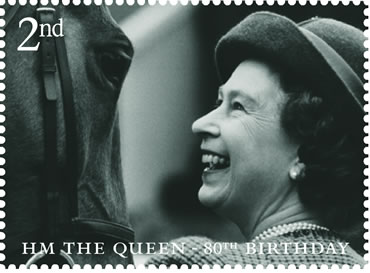 2nd
HM THE QUEEN · 80TH BIRTHDAY